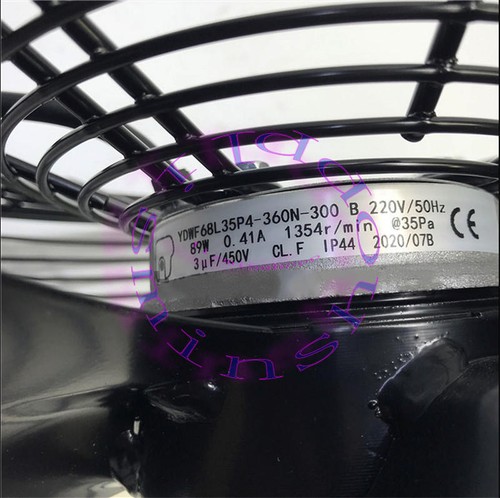 YDWF68L35P4-360N-300 B 220V/50Hz
89W 0.41A 1354r/min @35Pa
3μF/450V CL.F IP44 2020/07B
CE